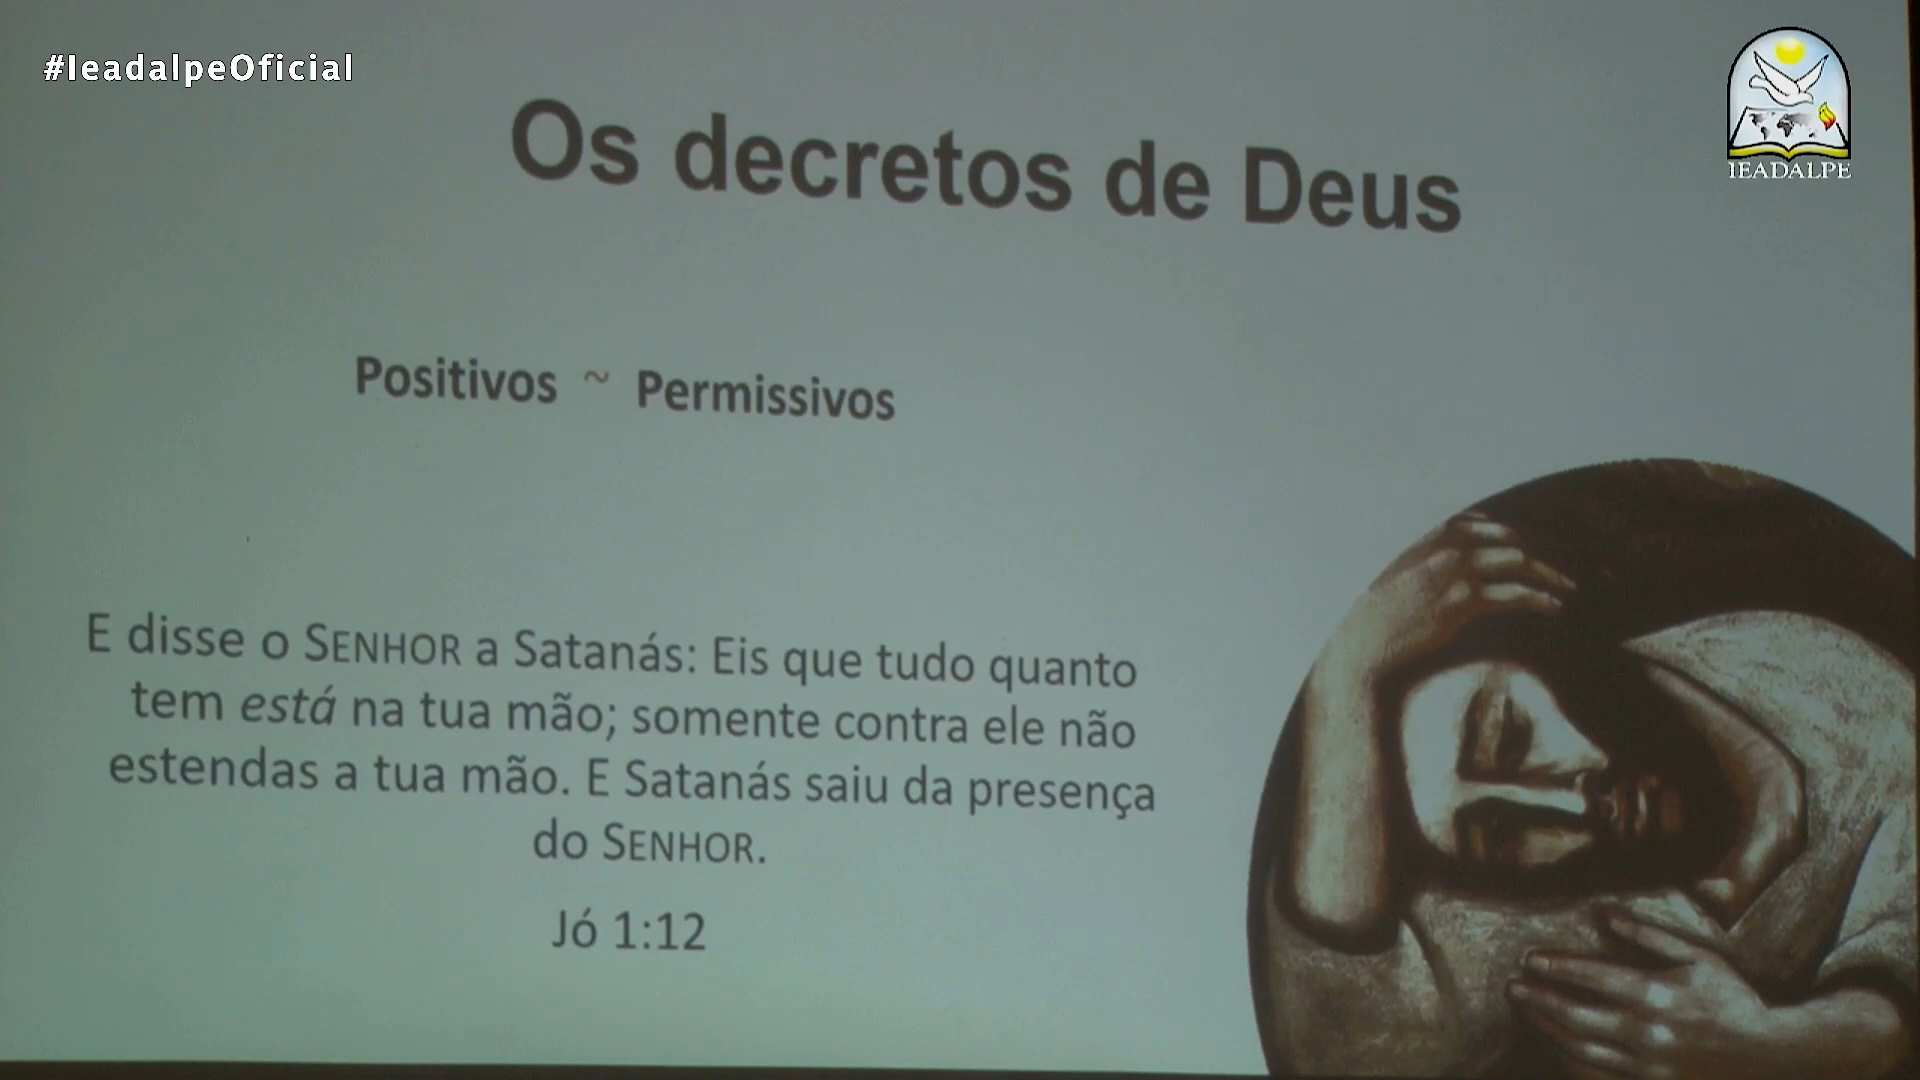 #IeadalpeOficial
IEADALPE
Os decretos de Deus
Positivos ~ Permissivos
E disse o SENHOR a Satanás: Eis que tudo quanto
tem está na tua mão; somente contra ele não
estendas a tua mão. E Satanás saiu da presença
do SENHOR.
Jó 1:12